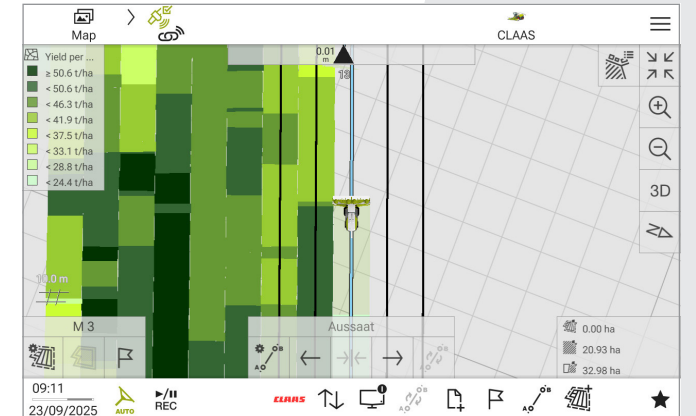 Map
CLAAS
Yield per ...
≥ 50.6 t/ha
< 50.6 t/ha
< 46.3 t/ha
< 41.9 t/ha
< 37.5 t/ha
< 33.1 t/ha
< 28.8 t/ha
< 24.4 t/ha
0.01
m
13
3D
10.0 m
M 3
Aussaat
A B
A B
0.00 ha
20.93 ha
32.98 ha
09:11
23/09/2025
AUTO
REC
CLAAS
A B
A B